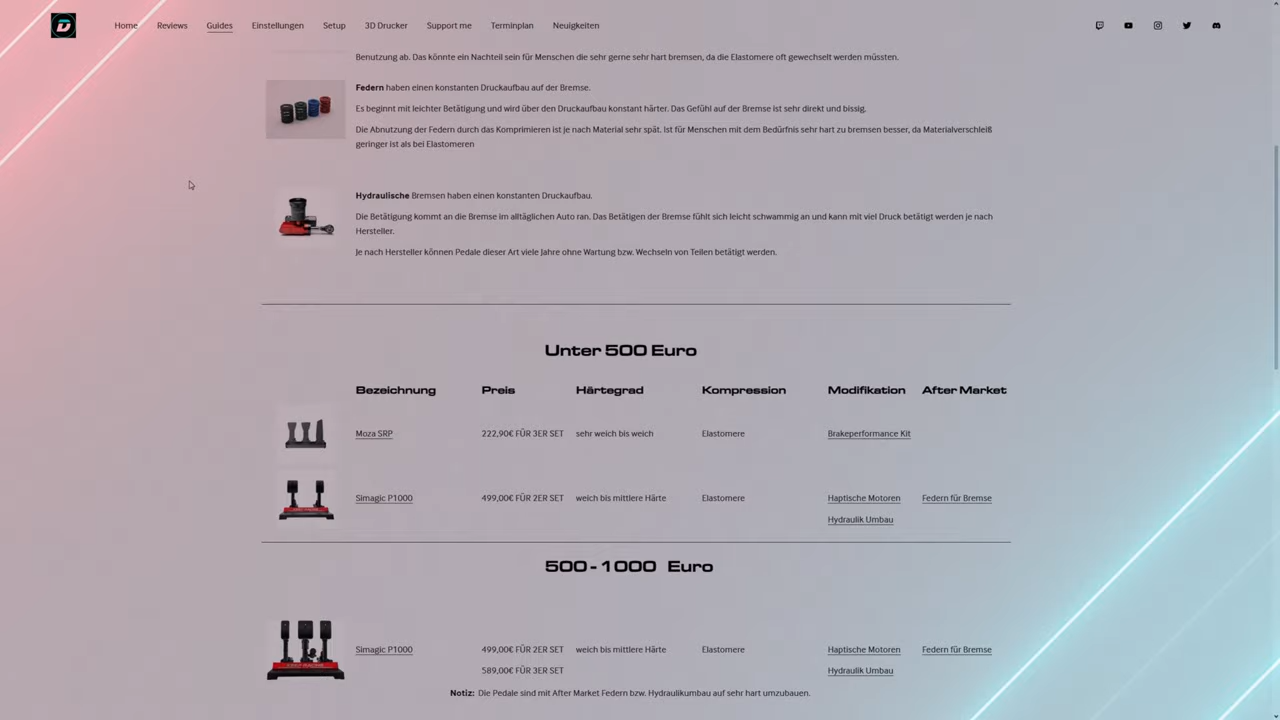 Home Reviews Guides Einstellungen Setup 3D Drucker Support me Terminplan Neuigkeiten
Benutzung ab. Das könnte ein Nachteil sein für Menschen die sehr gerne sehr hart bremsen, da die Elastomere oft gewechselt werden müssten.
Federn haben einen konstanten Druckaufbau auf der Bremse.
Es beginnt mit leichter Betätigung und wird über den Druckaufbau konstant härter. Das Gefühl auf der Bremse ist sehr direkt und bissig.
Die Abnutzung der Federn durch das Komprimieren ist je nach Material sehr spät. Ist für Menschen mit dem Bedürfnis sehr hart zu bremsen besser, da Materialverschleiß
geringer ist als bei Elastomeren
Hydraulische Bremsen haben einen konstanten Druckaufbau.
Die Betätigung kommt an die Bremse im alltäglichen Auto ran. Das Betätigen der Bremse fühlt sich leicht schwammig an und kann mit viel Druck betätigt werden je nach
Hersteller.
Je nach Hersteller können Pedale dieser Art viele Jahre ohne Wartung bzw. Wechseln von Teilen betätigt werden.
Unter 500 Euro
Bezeichnung Preis Härtegrad Kompression Modifikation After Market
Moza SRP 222,90€ FÜR 3ER SET sehr weich bis weich Elastomere Brakeperformance Kit
Simagic P1000 499,00€ FÜR 2ER SET weich bis mittlere Härte Elastomere Haptische Motoren Federn für Bremse
Hydraulik Umbau
500 - 1000 Euro
Simagic P1000 499,00€ FÜR 2ER SET weich bis mittlere Härte Elastomere Haptische Motoren Federn für Bremse
589,00€ FÜR 3ER SET Hydraulik Umbau
Notiz: Die Pedale sind mit After Market Federn bzw. Hydraulikumbau auf sehr hart umzubauen.